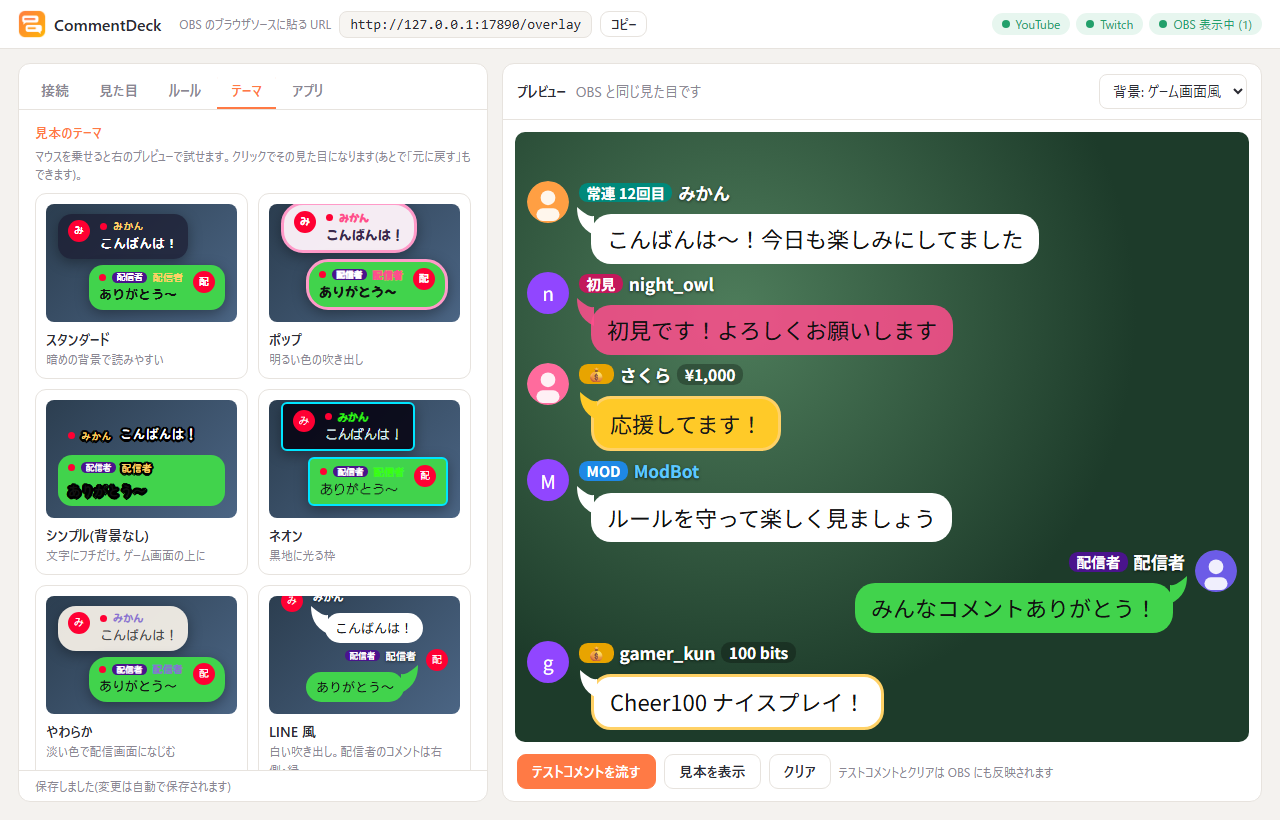 CommentDeck
OBS のブラウザソースに貼る URL
http://127.0.0.1:17890/overlay
コピー
YouTube
Twitch
OBS 表示中 (1)
接続
見た目
ルール
テーマ
アプリ
見本のテーマ
マウスを乗せると右のプレビューで試せます。クリックでその見た目になります(あとで「元に戻す」も
できます)。
み
みかん
こんばんは！
配信者 配信者
配
ありがとう〜
スタンダード
暗めの背景で読みやすい
み
みかん
こんばんは！
配信者 配信者
配
ありがとう〜
ポップ
明るい色の吹き出し
みかん こんばんは！
配信者 配信者
ありがとう〜
シンプル(背景なし)
文字にフチだけ。ゲーム画面の上に
み
みかん
こんばんは！
配信者 配信者
配
ありがとう〜
ネオン
黒地に光る枠
み
みかん
こんばんは！
配信者 配信者
配
ありがとう〜
やわらか
淡い色で配信画面になじむ
み
みかん
こんばんは！
配信者 配信者
配
ありがとう〜
LINE 風
白い吹き出し。配信者のコメントは右
保存しました(変更は自動で保存されます)
プレビュー OBS と同じ見た目です
背景: ゲーム画面風
常連 12回目 みかん
こんばんは〜！今日も楽しみにしてました
n
初見 night_owl
初見です！よろしくお願いします
さくら ¥1,000
応援してます！
M
MOD ModBot
ルールを守って楽しく見ましょう
配信者 配信者
みんなコメントありがとう！
g
gamer_kun 100 bits
Cheer100 ナイスプレイ！
テストコメントを流す
見本を表示
クリア
テストコメントとクリアは OBS にも反映されます